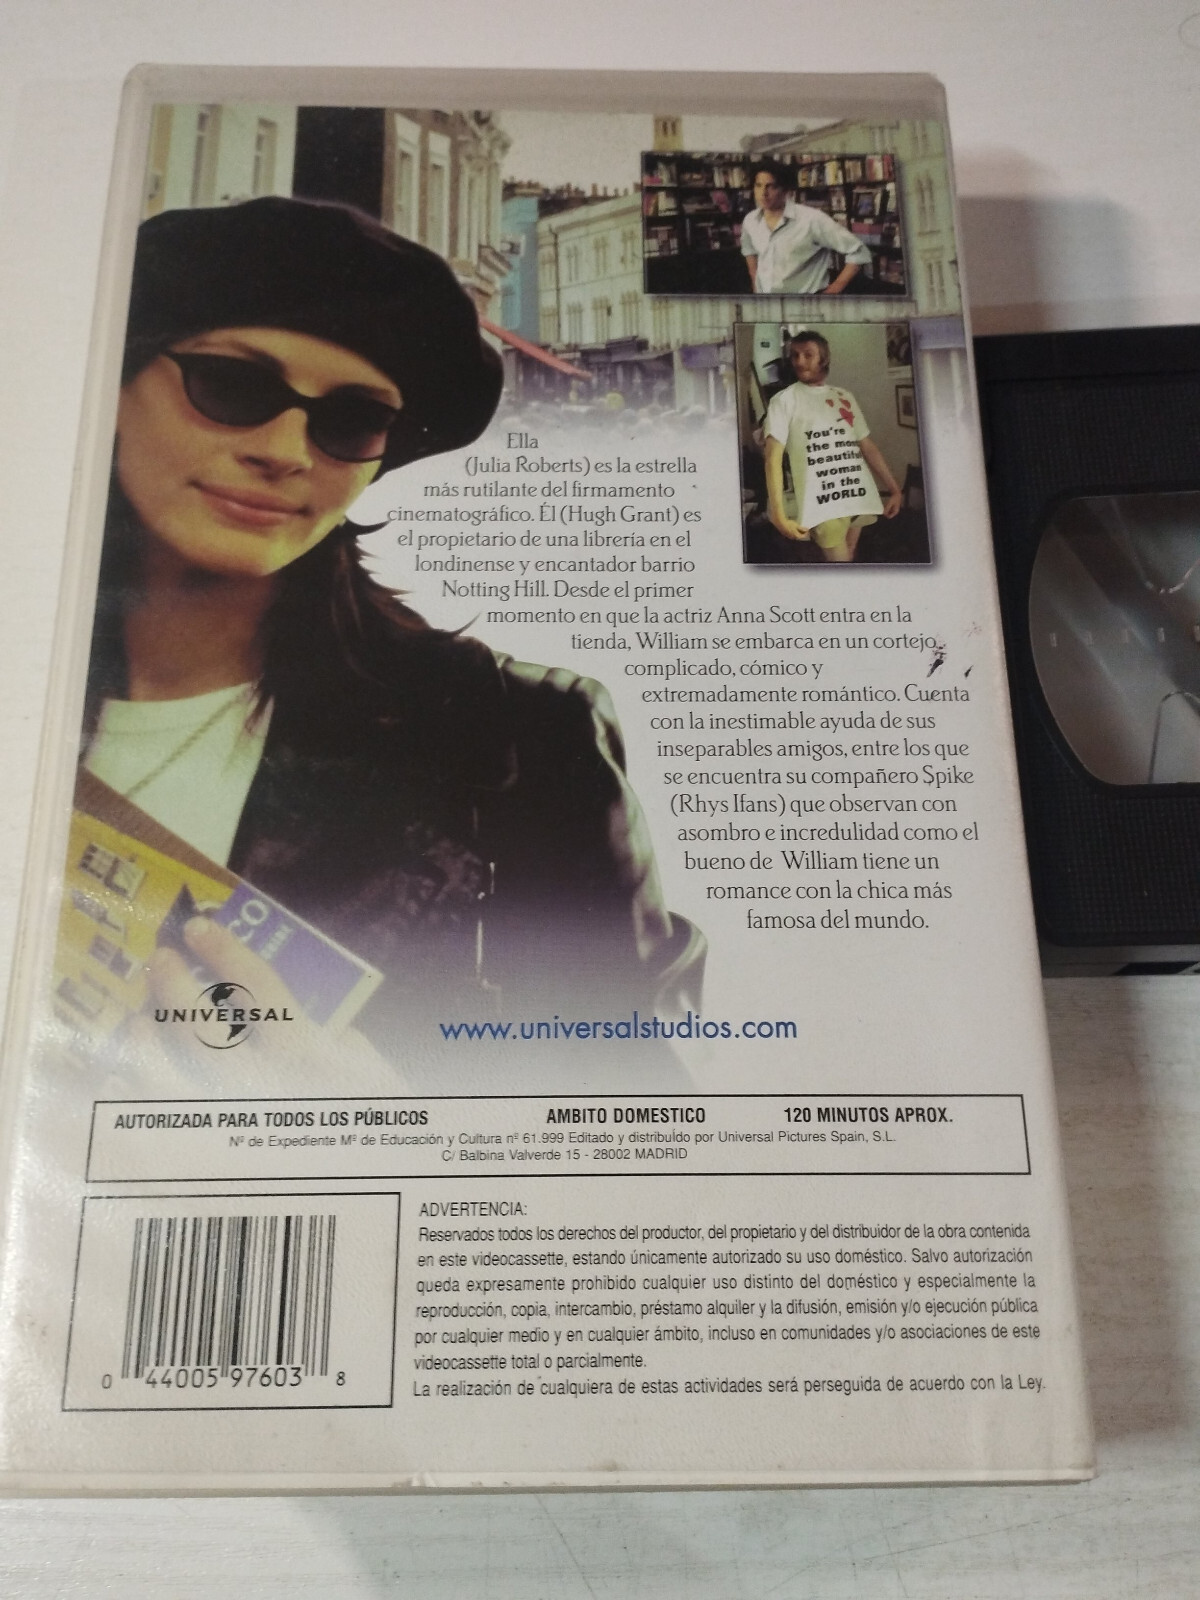 You're
the most
beautiful
woman
in the
WORLD
Ella
(Julia Roberts) es la estrella
más rutilante del firmamento
cinematográfico. Él (Hugh Grant) es
el propietario de una librería en el
londinense y encantador barrio
Notting Hill. Desde el primer
momento en que la actriz Anna Scott entra en la
tienda, William se embarca en un cortejo
complicado, cómico y
extremadamente romántico. Cuenta
con la inestimable ayuda de sus
inseparables amigos, entre los que
se encuentra su compañero Spike
(Rhys Ifans) que observan con
asombro e incredulidad como el
bueno de William tiene un
romance con la chica más
famosa del mundo.
UNIVERSAL
www.universalstudios.com
AUTORIZADA PARA TODOS LOS PÚBLICOS AMBITO DOMESTICO 120 MINUTOS APROX.
Nº de Expediente Mº de Educación y Cultura nº 61.999 Editado y distribuído por Universal Pictures Spain, S.L.
C/ Balbina Valverde 15 - 28002 MADRID
0 44005 97603 8
ADVERTENCIA:
Reservados todos los derechos del productor, del propietario y del distribuidor de la obra contenida
en este videocassette, estando únicamente autorizado su uso doméstico. Salvo autorización
queda expresamente prohibido cualquier uso distinto del doméstico y especialmente la
reproducción, copia, intercambio, préstamo alquiler y la difusión, emisión y/o ejecución pública
por cualquier medio y en cualquier ámbito, incluso en comunidades y/o asociaciones de este
videocassette total o parcialmente.
La realización de cualquiera de estas actividades será perseguida de acuerdo con la Ley.